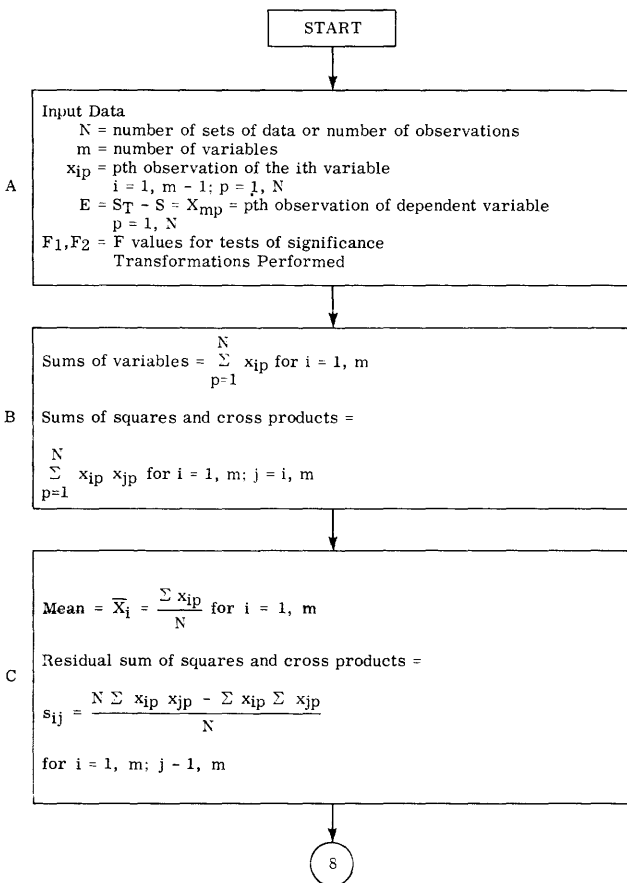 START
Input Data
N = number of sets of data or number of observations
m = number of variables
x_ip = pth observation of the ith variable
i = 1, m - 1; p = 1, N
A
E = S_T - S = X_mp = pth observation of dependent variable
p = 1, N
F_1, F_2 = F values for tests of significance
Transformations Performed
N
Sums of variables = Σ x_ip for i = 1, m
p=1
B
Sums of squares and cross products =
N
Σ x_ip x_jp for i = 1, m; j = i, m
p=1
Mean = X̅_i = Σ x_ip / N for i = 1, m
Residual sum of squares and cross products =
C
s_ij = N Σ x_ip x_jp - Σ x_ip Σ x_jp / N
for i = 1, m; j - 1, m
8